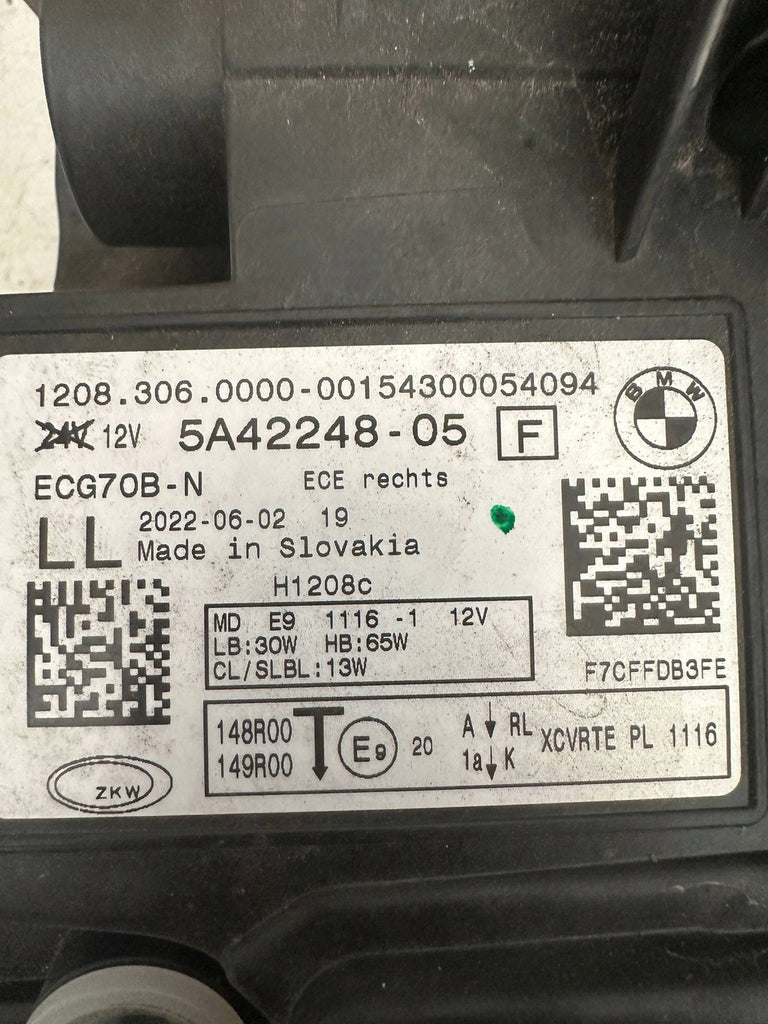 1208.306.0000-00154300054094
24V 12V 5A42248-05 F
BMW
ECG70B-N ECE rechts
LL 2022-06-02 19
Made in Slovakia
H1208c
MD E9 1116 -1 12V
LB:30W HB:65W
CL/SLBL:13W
F7CFFDB3FE
148R00 T E9 20 A RL XCVRTE PL 1116
149R00 1a K
ZKW